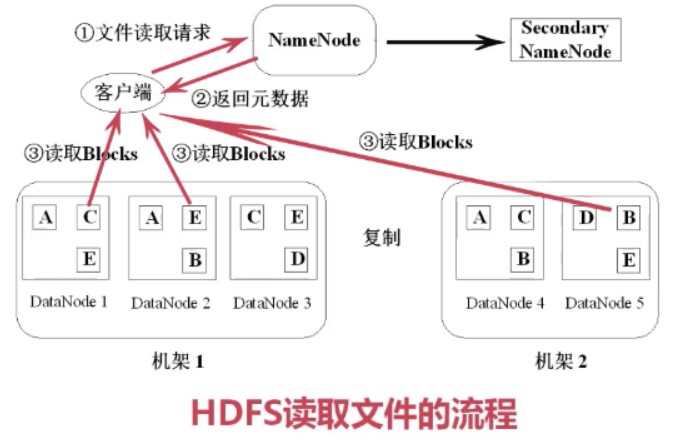 ①文件读取请求
NameNode
Secondary
NameNode
客户端
②返回元数据
③读取Blocks
③读取Blocks
③读取Blocks
A C
E
A E
B
C E
D
复制
A C
B
D B
E
DataNode 1
DataNode 2
DataNode 3
DataNode 4
DataNode 5
机架 1
机架 2
HDFS读取文件的流程